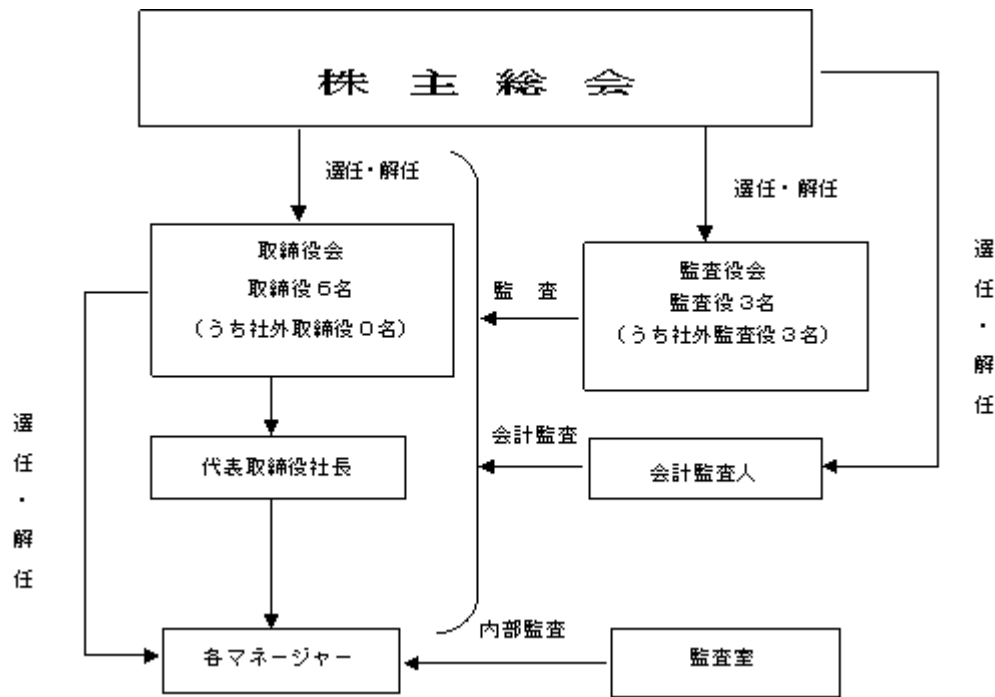 株主総会
選任・解任
選任・解任
取締役会
取締役6名
(うち社外取締役0名)
監査
監査役会
監査役3名
(うち社外監査役3名)
選任・解任
選任・解任
代表取締役社長
会計監査
会計監査人
各マネージャー
内部監査
監査室